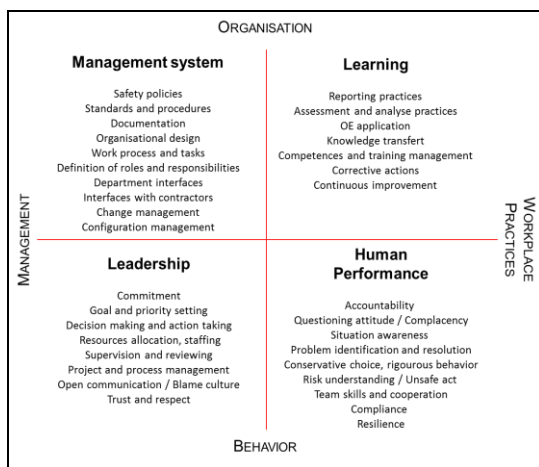 ORGANISATION
Management system
Safety policies
Standards and procedures
Documentation
Organisational design
Work process and tasks
Definition of roles and responsibilities
Department interfaces
Interfaces with contractors
Change management
Configuration management
Learning
Reporting practices
Assessment and analyse practices
OE application
Knowledge transfert
Competences and training management
Corrective actions
Continuous improvement
MANAGEMENT
WORKPLACE
PRACTICES
Leadership
Commitment
Goal and priority setting
Decision making and action taking
Resources allocation, staffing
Supervision and reviewing
Project and process management
Open communication / Blame culture
Trust and respect
Human
Performance
Accountability
Questioning attitude / Complacency
Situation awareness
Problem identification and resolution
Conservative choice, rigourous behavior
Risk understanding / Unsafe act
Team skills and cooperation
Compliance
Resilience
BEHAVIOR